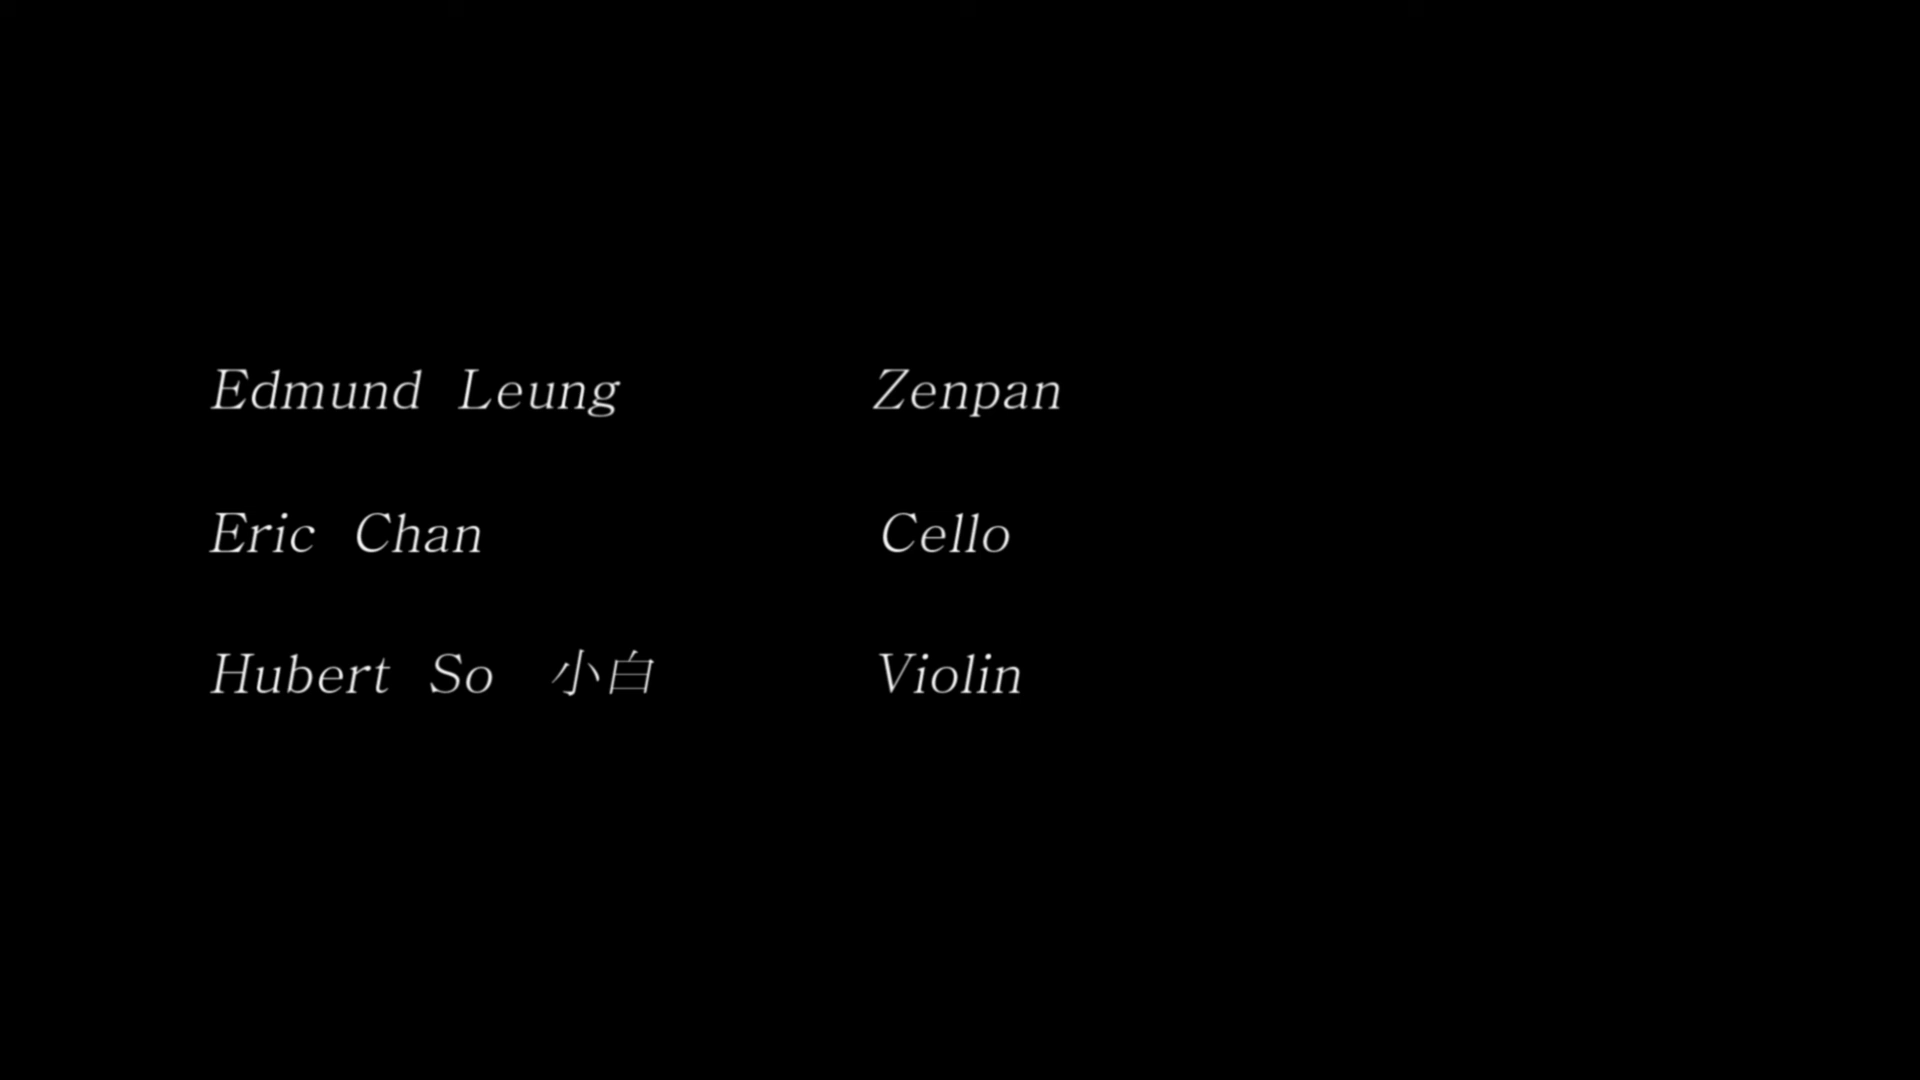 Edmund Leung Zenpan
Eric Chan Cello
Hubert So 小白 Violin